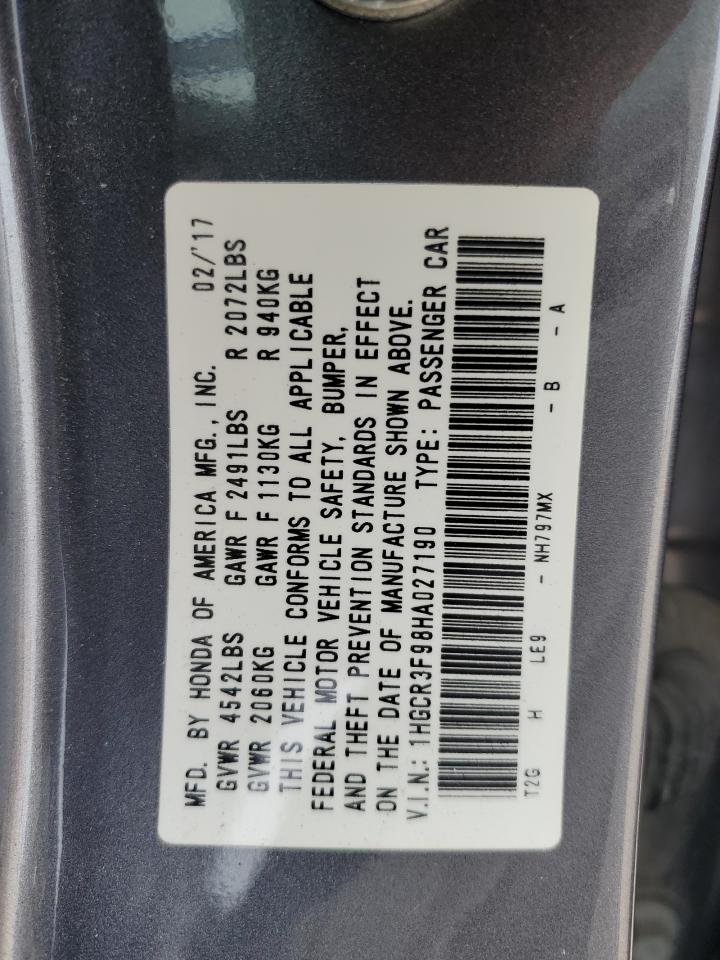 MFD. BY HONDA OF AMERICA MFG., INC. 02/'17
GVWR 4542LBS GAWR F 2491LBS R 2072LBS
GVWR 2060KG GAWR F 1130KG R 940KG
THIS VEHICLE CONFORMS TO ALL APPLICABLE
FEDERAL MOTOR VEHICLE SAFETY, BUMPER,
AND THEFT PREVENTION STANDARDS IN EFFECT
ON THE DATE OF MANUFACTURE SHOWN ABOVE.
V.I.N.: 1HGCR3F98HA027190 TYPE: PASSENGER CAR
T2G H LE9 - NH797MX - B - A